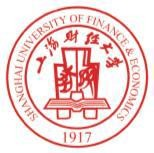 SHANGHAI UNIVERSITY OF FINANCE & ECONOMICS
上海财经大学
1917